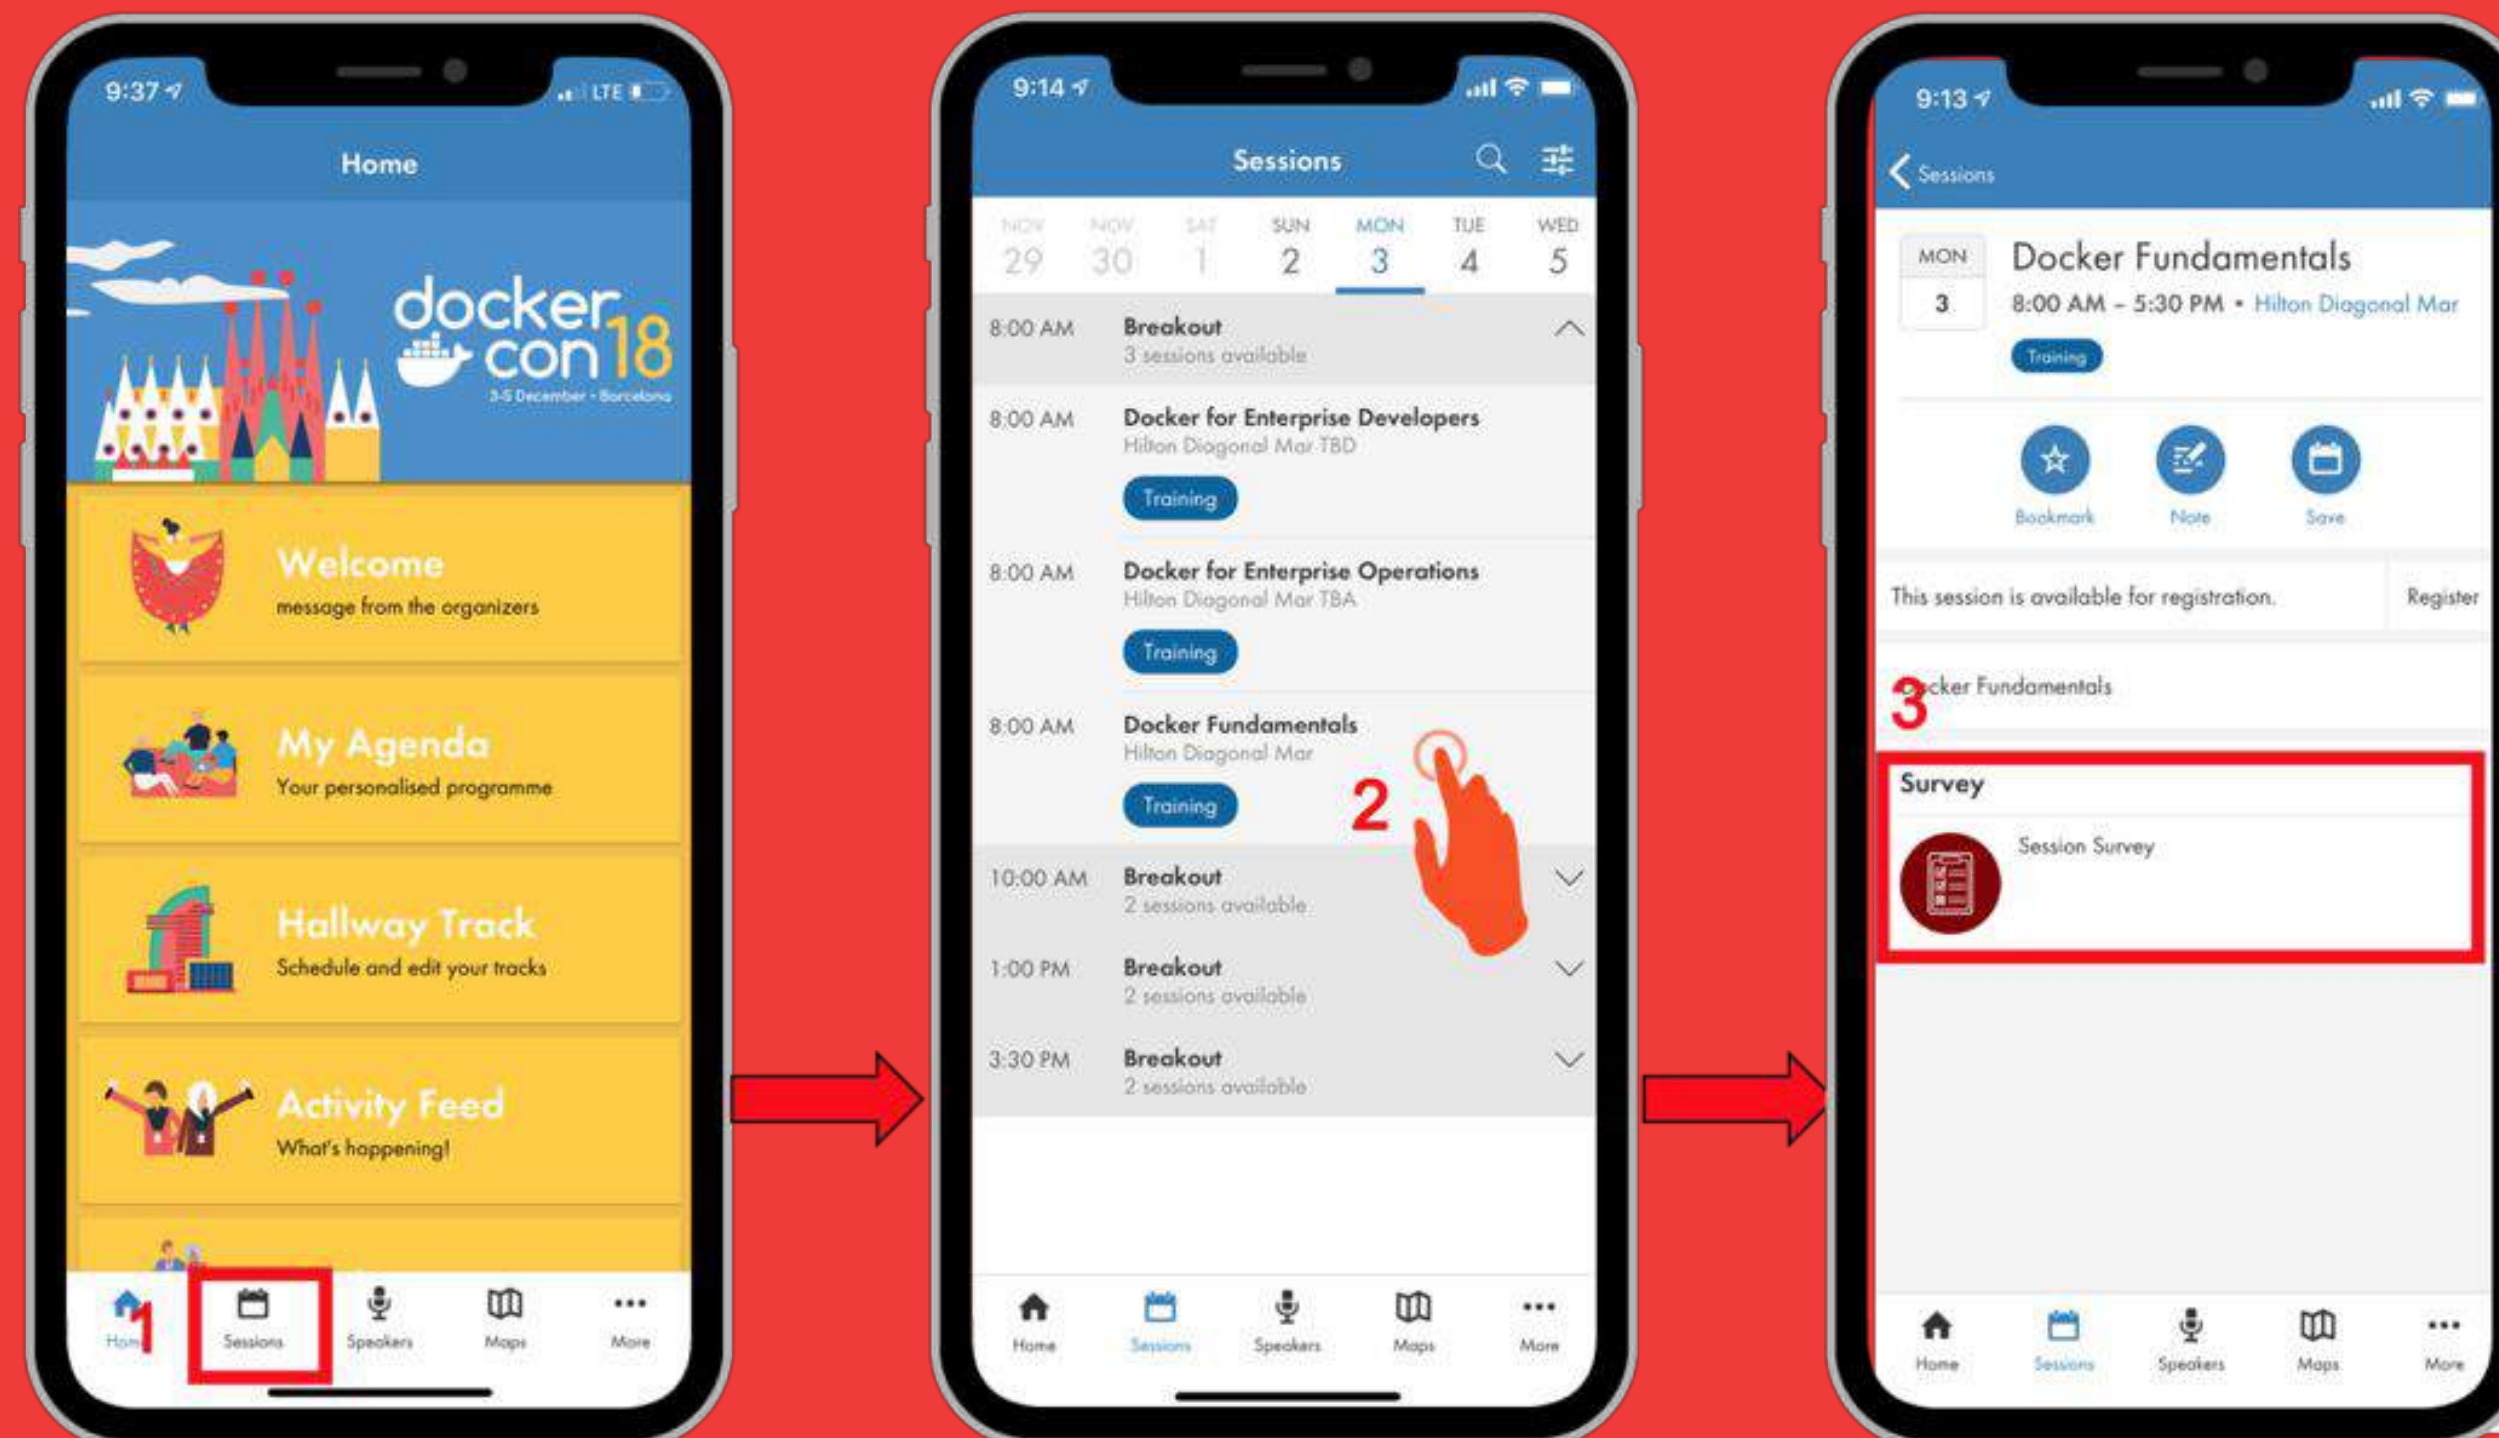 9:37
LTE
Home
docker
con 18
3-5 December • Barcelona
Welcome
message from the organizers
My Agenda
Your personalised programme
Hallway Track
Schedule and edit your tracks
Activity Feed
What's happening!
1
Home
Sessions
Speakers
Maps
More
9:14
Sessions
NOV NOV SAT SUN MON TUE WED
29 30 1 2 3 4 5
8:00 AM Breakout
3 sessions available
8:00 AM Docker for Enterprise Developers
Hilton Diagonal Mar TBD
Training
8:00 AM Docker for Enterprise Operations
Hilton Diagonal Mar TBA
Training
8:00 AM Docker Fundamentals
Hilton Diagonal Mar
Training
2
10:00 AM Breakout
2 sessions available
1:00 PM Breakout
2 sessions available
3:30 PM Breakout
2 sessions available
Home
Sessions
Speakers
Maps
More
9:13
Sessions
MON
3
Docker Fundamentals
8:00 AM – 5:30 PM • Hilton Diagonal Mar
Training
Bookmark
Note
Save
This session is available for registration.
Register
Docker Fundamentals
3
Survey
Session Survey
Home
Sessions
Speakers
Maps
More